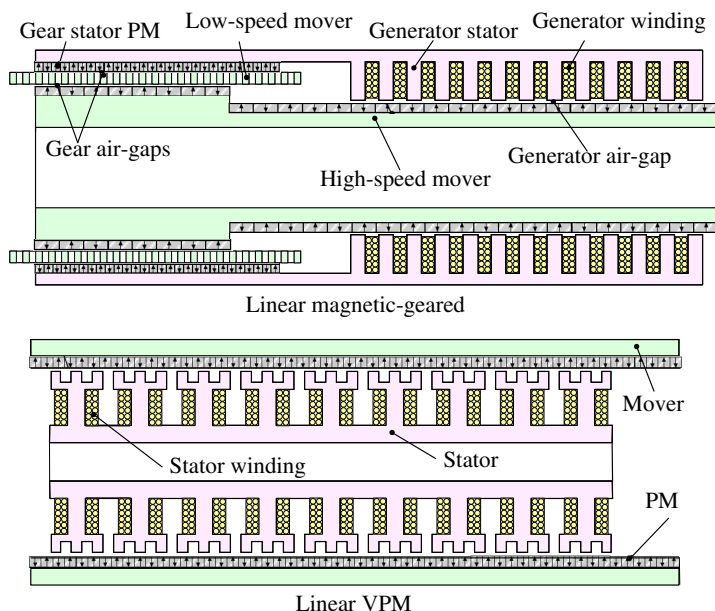 Gear stator PM
Low-speed mover
Generator stator
Generator winding
Gear air-gaps
High-speed mover
Generator air-gap
Linear magnetic-geared
Mover
Stator winding
Stator
PM
Linear VPM